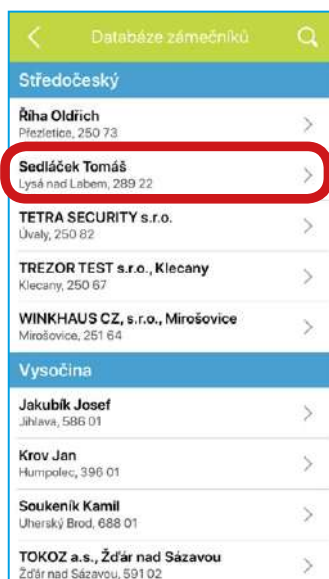 Databáze zámečníků
Středočeský
Říha Oldřich
Přezletice, 250 73
Sedláček Tomáš
Lysá nad Labem, 289 22
TETRA SECURITY s.r.o.
Úvaly, 250 82
TREZOR TEST s.r.o., Klecany
Klecany, 250 67
WINKHAUS CZ, s.r.o., Mirošovice
Mirošovice, 251 64
Vysočina
Jakubík Josef
Jihlava, 586 01
Krov Jan
Humpolec, 396 01
Soukeník Kamil
Uherský Brod, 688 01
TOKOZ a.s., Žďár nad Sázavou
Žďár nad Sázavou, 591 02